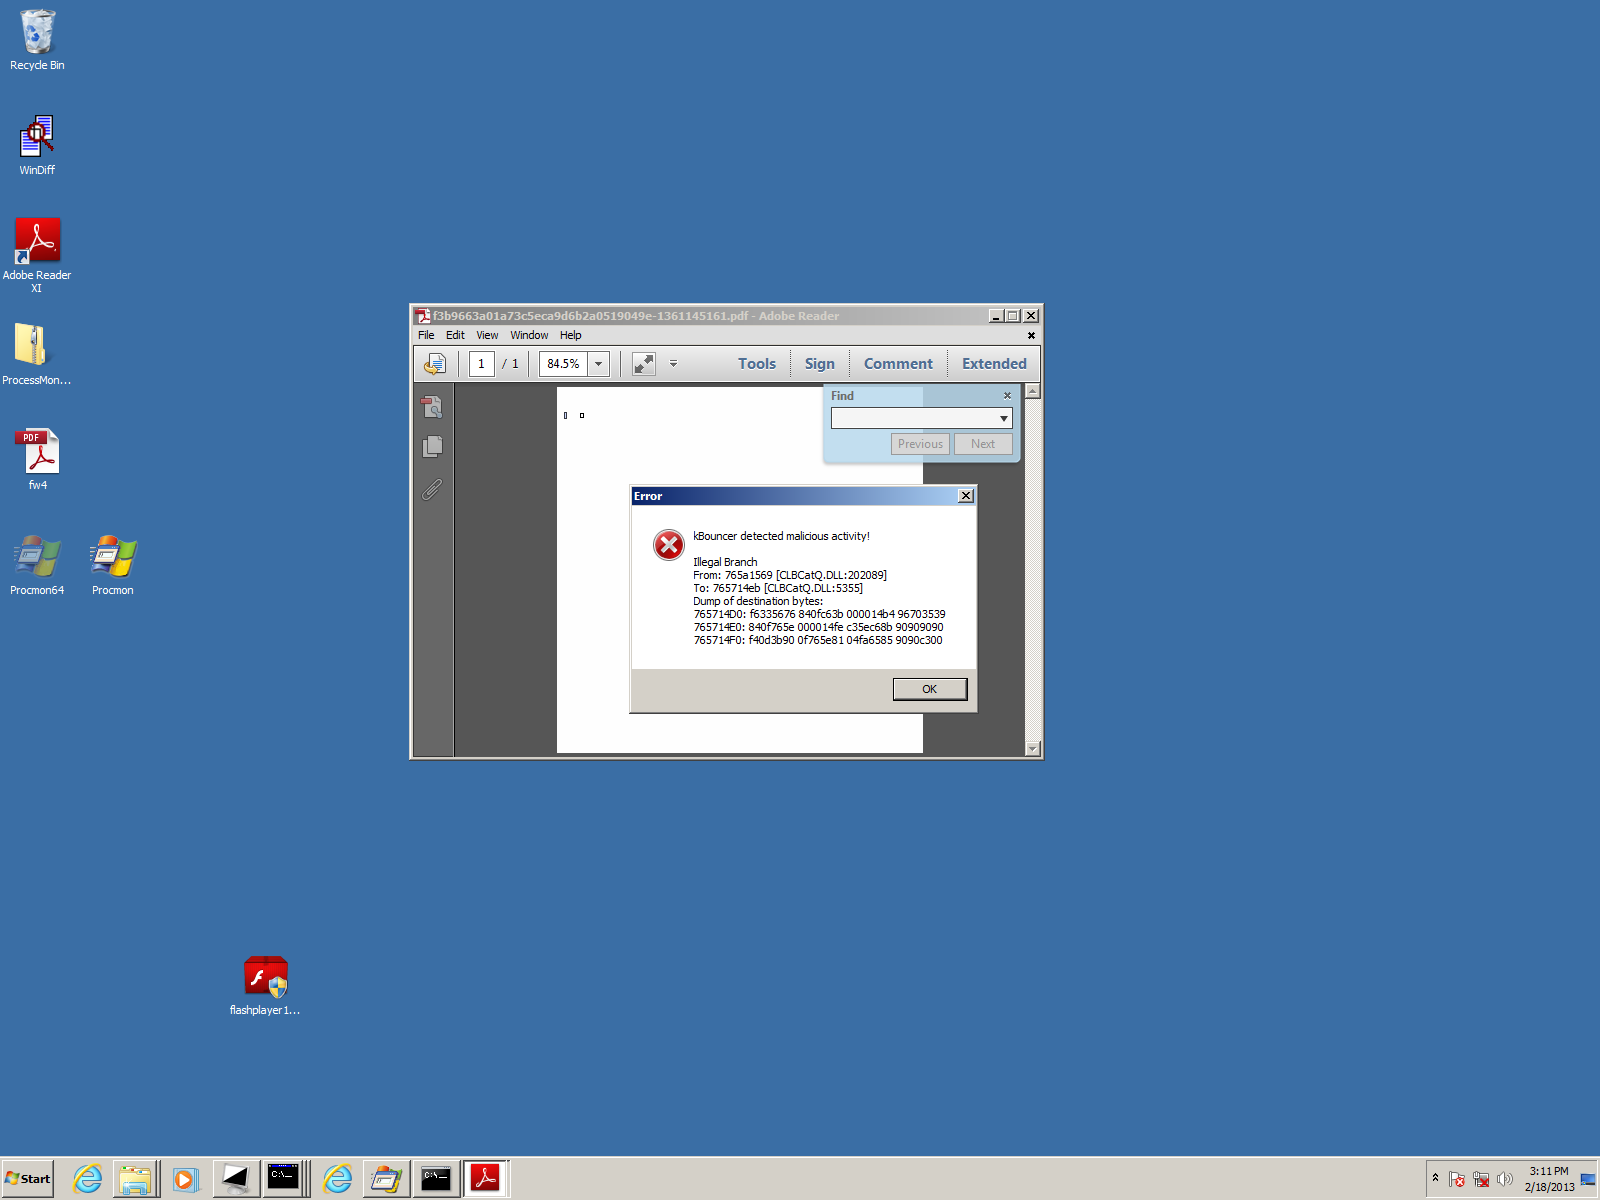 Recycle Bin
WinDiff
Adobe Reader
XI
ProcessMon...
PDF
fw4
Procmon64
Procmon
f3b9663a01a73c5eca9d6b2a0519049e-1361145161.pdf - Adobe Reader
File Edit View Window Help
1 / 1 84.5% Tools Sign Comment Extended
Find
Previous Next
Error
kBouncer detected malicious activity!
Illegal Branch
From: 765a1569 [CLBCatQ.DLL:202089]
To: 765714eb [CLBCatQ.DLL:5355]
Dump of destination bytes:
765714D0: f6335676 840fc63b 000014b4 96703539
765714E0: 840f765e 000014fe c35ec68b 90909090
765714F0: f40d3b90 0f765e81 04fa6585 9090c300
OK
flashplayer1...
Start
C:\_
C:\_
3:11 PM
2/18/2013